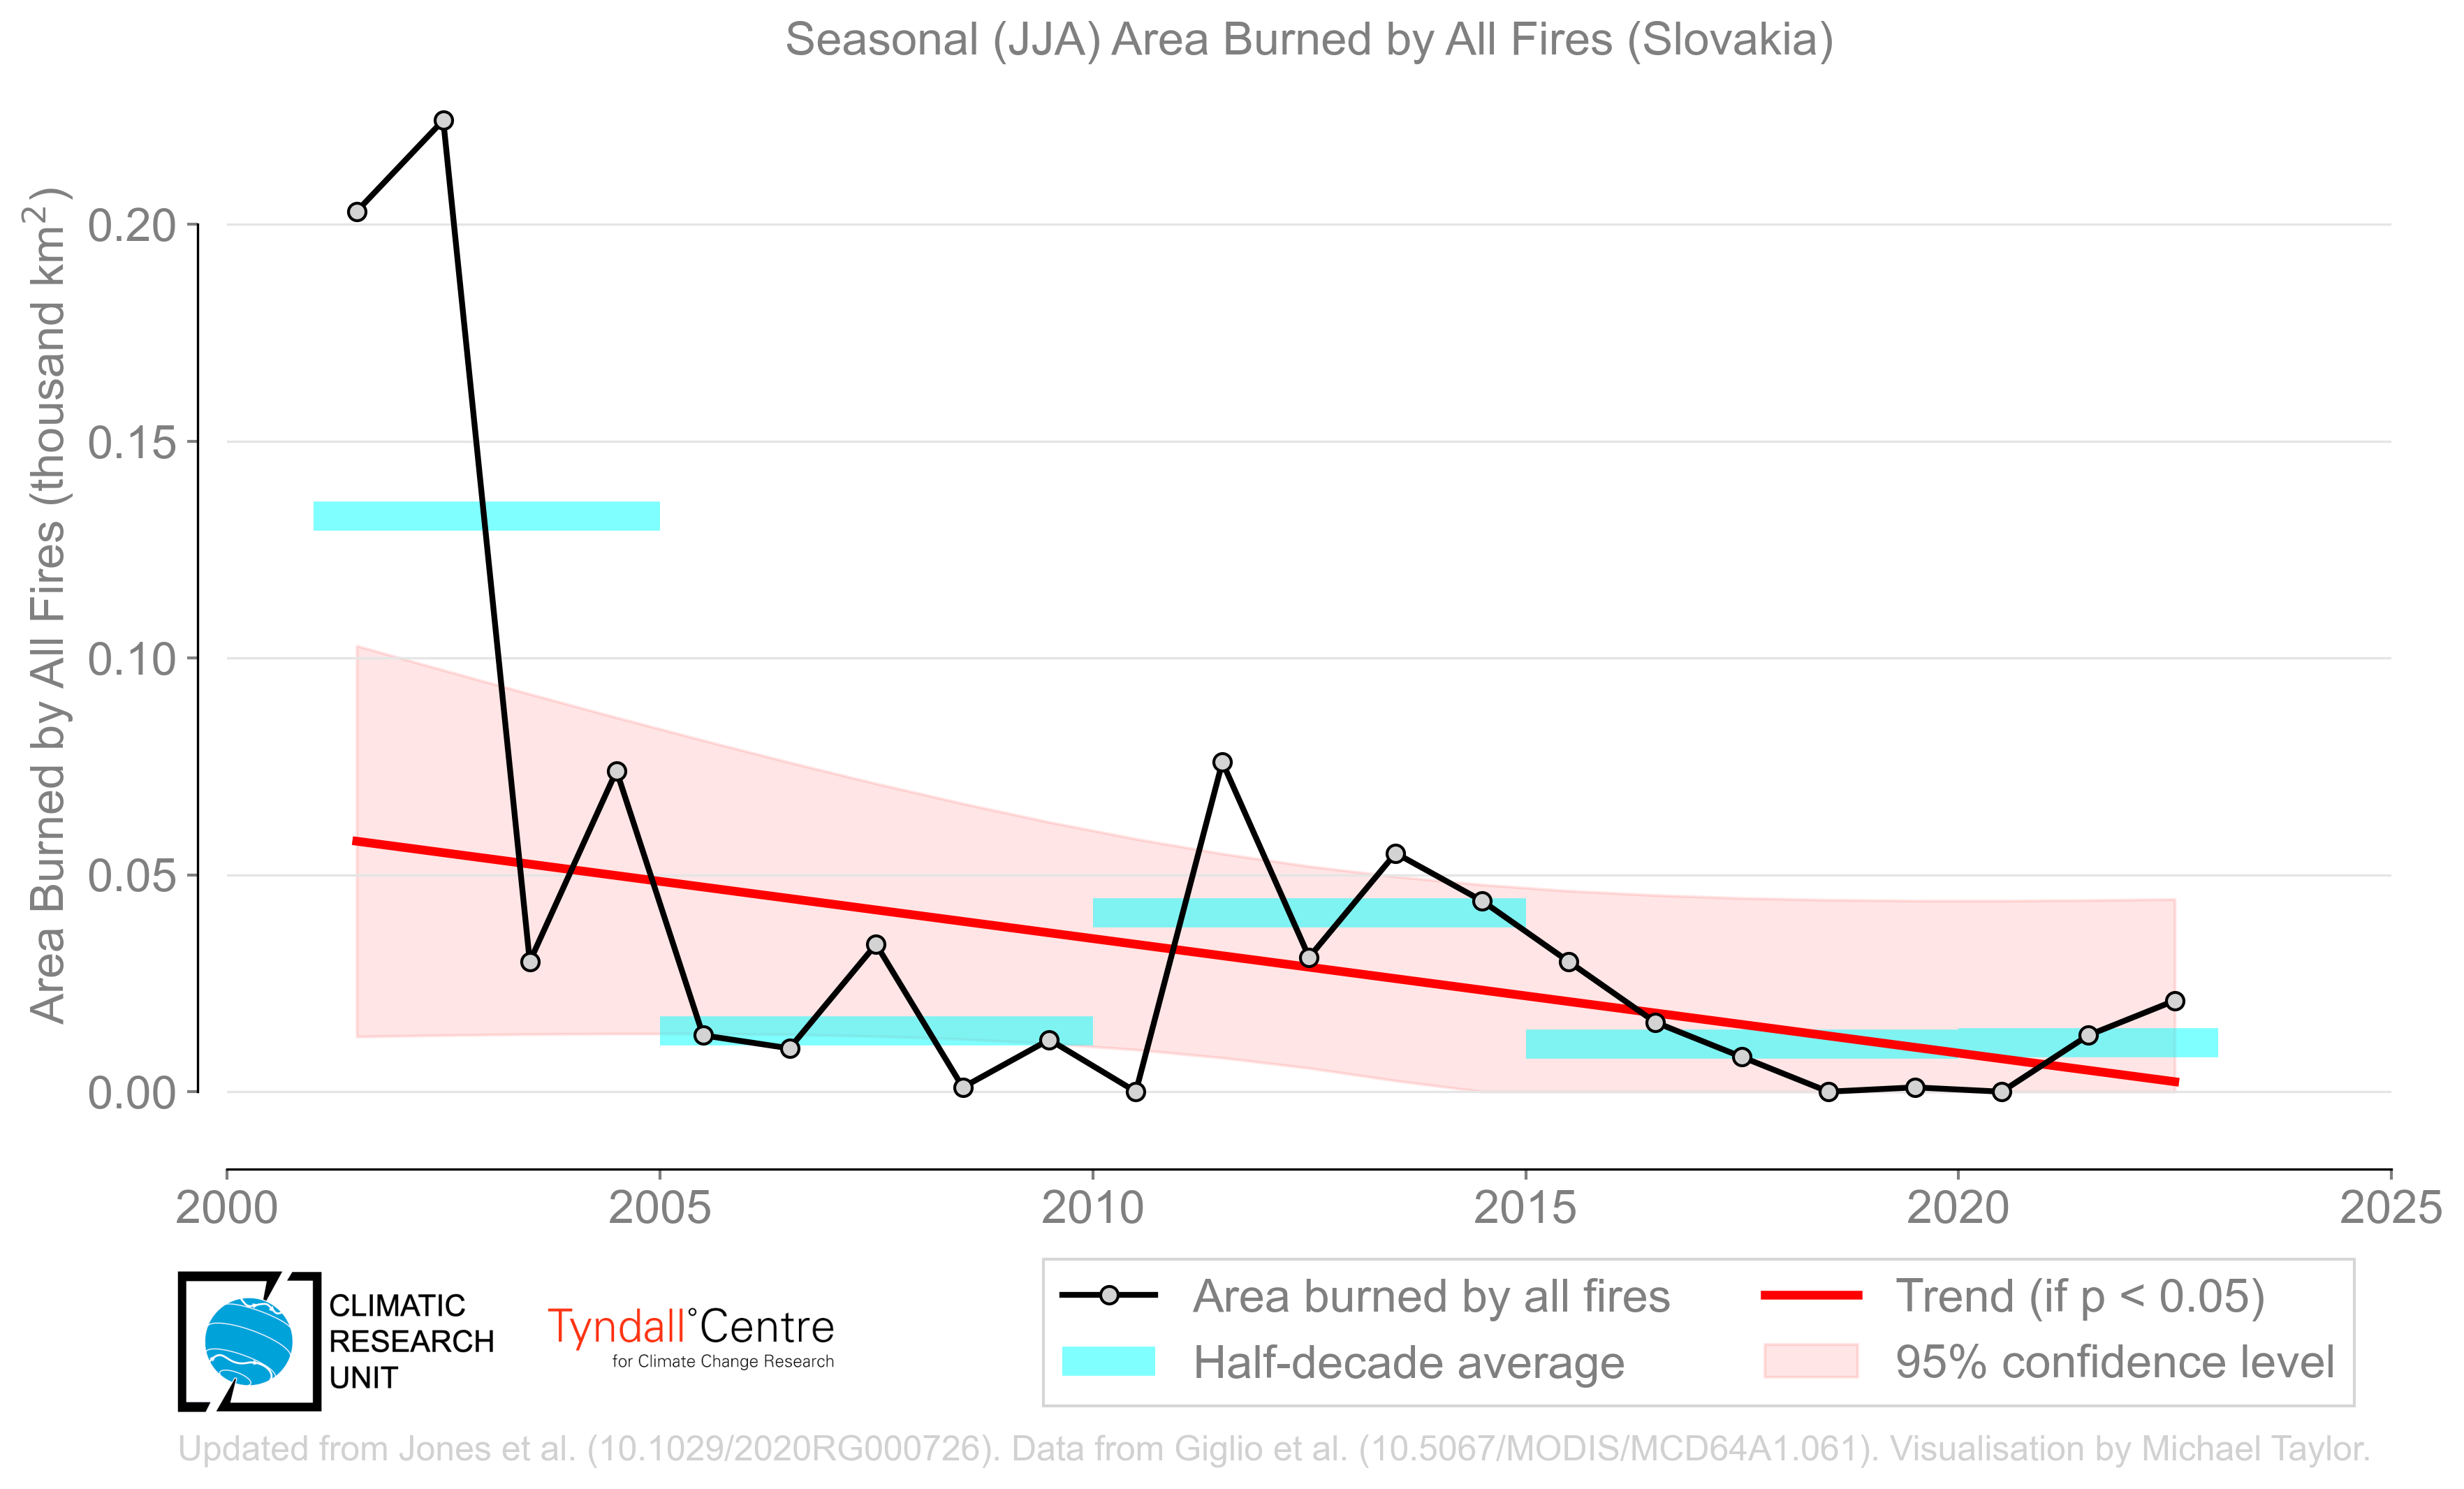 Seasonal (JJA) Area Burned by All Fires (Slovakia)
Area Burned by All Fires (thousand km²)
0.20
0.15
0.10
0.05
0.00
2000 2005 2010 2015 2020 2025
CLIMATIC
RESEARCH
UNIT
Tyndall°Centre
for Climate Change Research
Area burned by all fires
Half-decade average
Trend (if p < 0.05)
95% confidence level
Updated from Jones et al. (10.1029/2020RG000726). Data from Giglio et al. (10.5067/MODIS/MCD64A1.061). Visualisation by Michael Taylor.